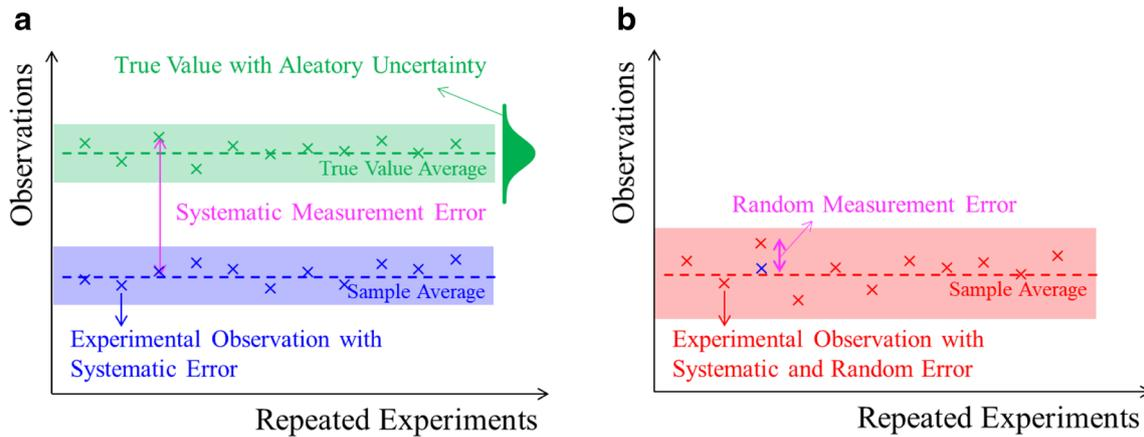 a
True Value with Aleatory Uncertainty
Observations
True Value Average
Systematic Measurement Error
Sample Average
Experimental Observation with
Systematic Error
Repeated Experiments
b
Observations
Random Measurement Error
Sample Average
Experimental Observation with
Systematic and Random Error
Repeated Experiments